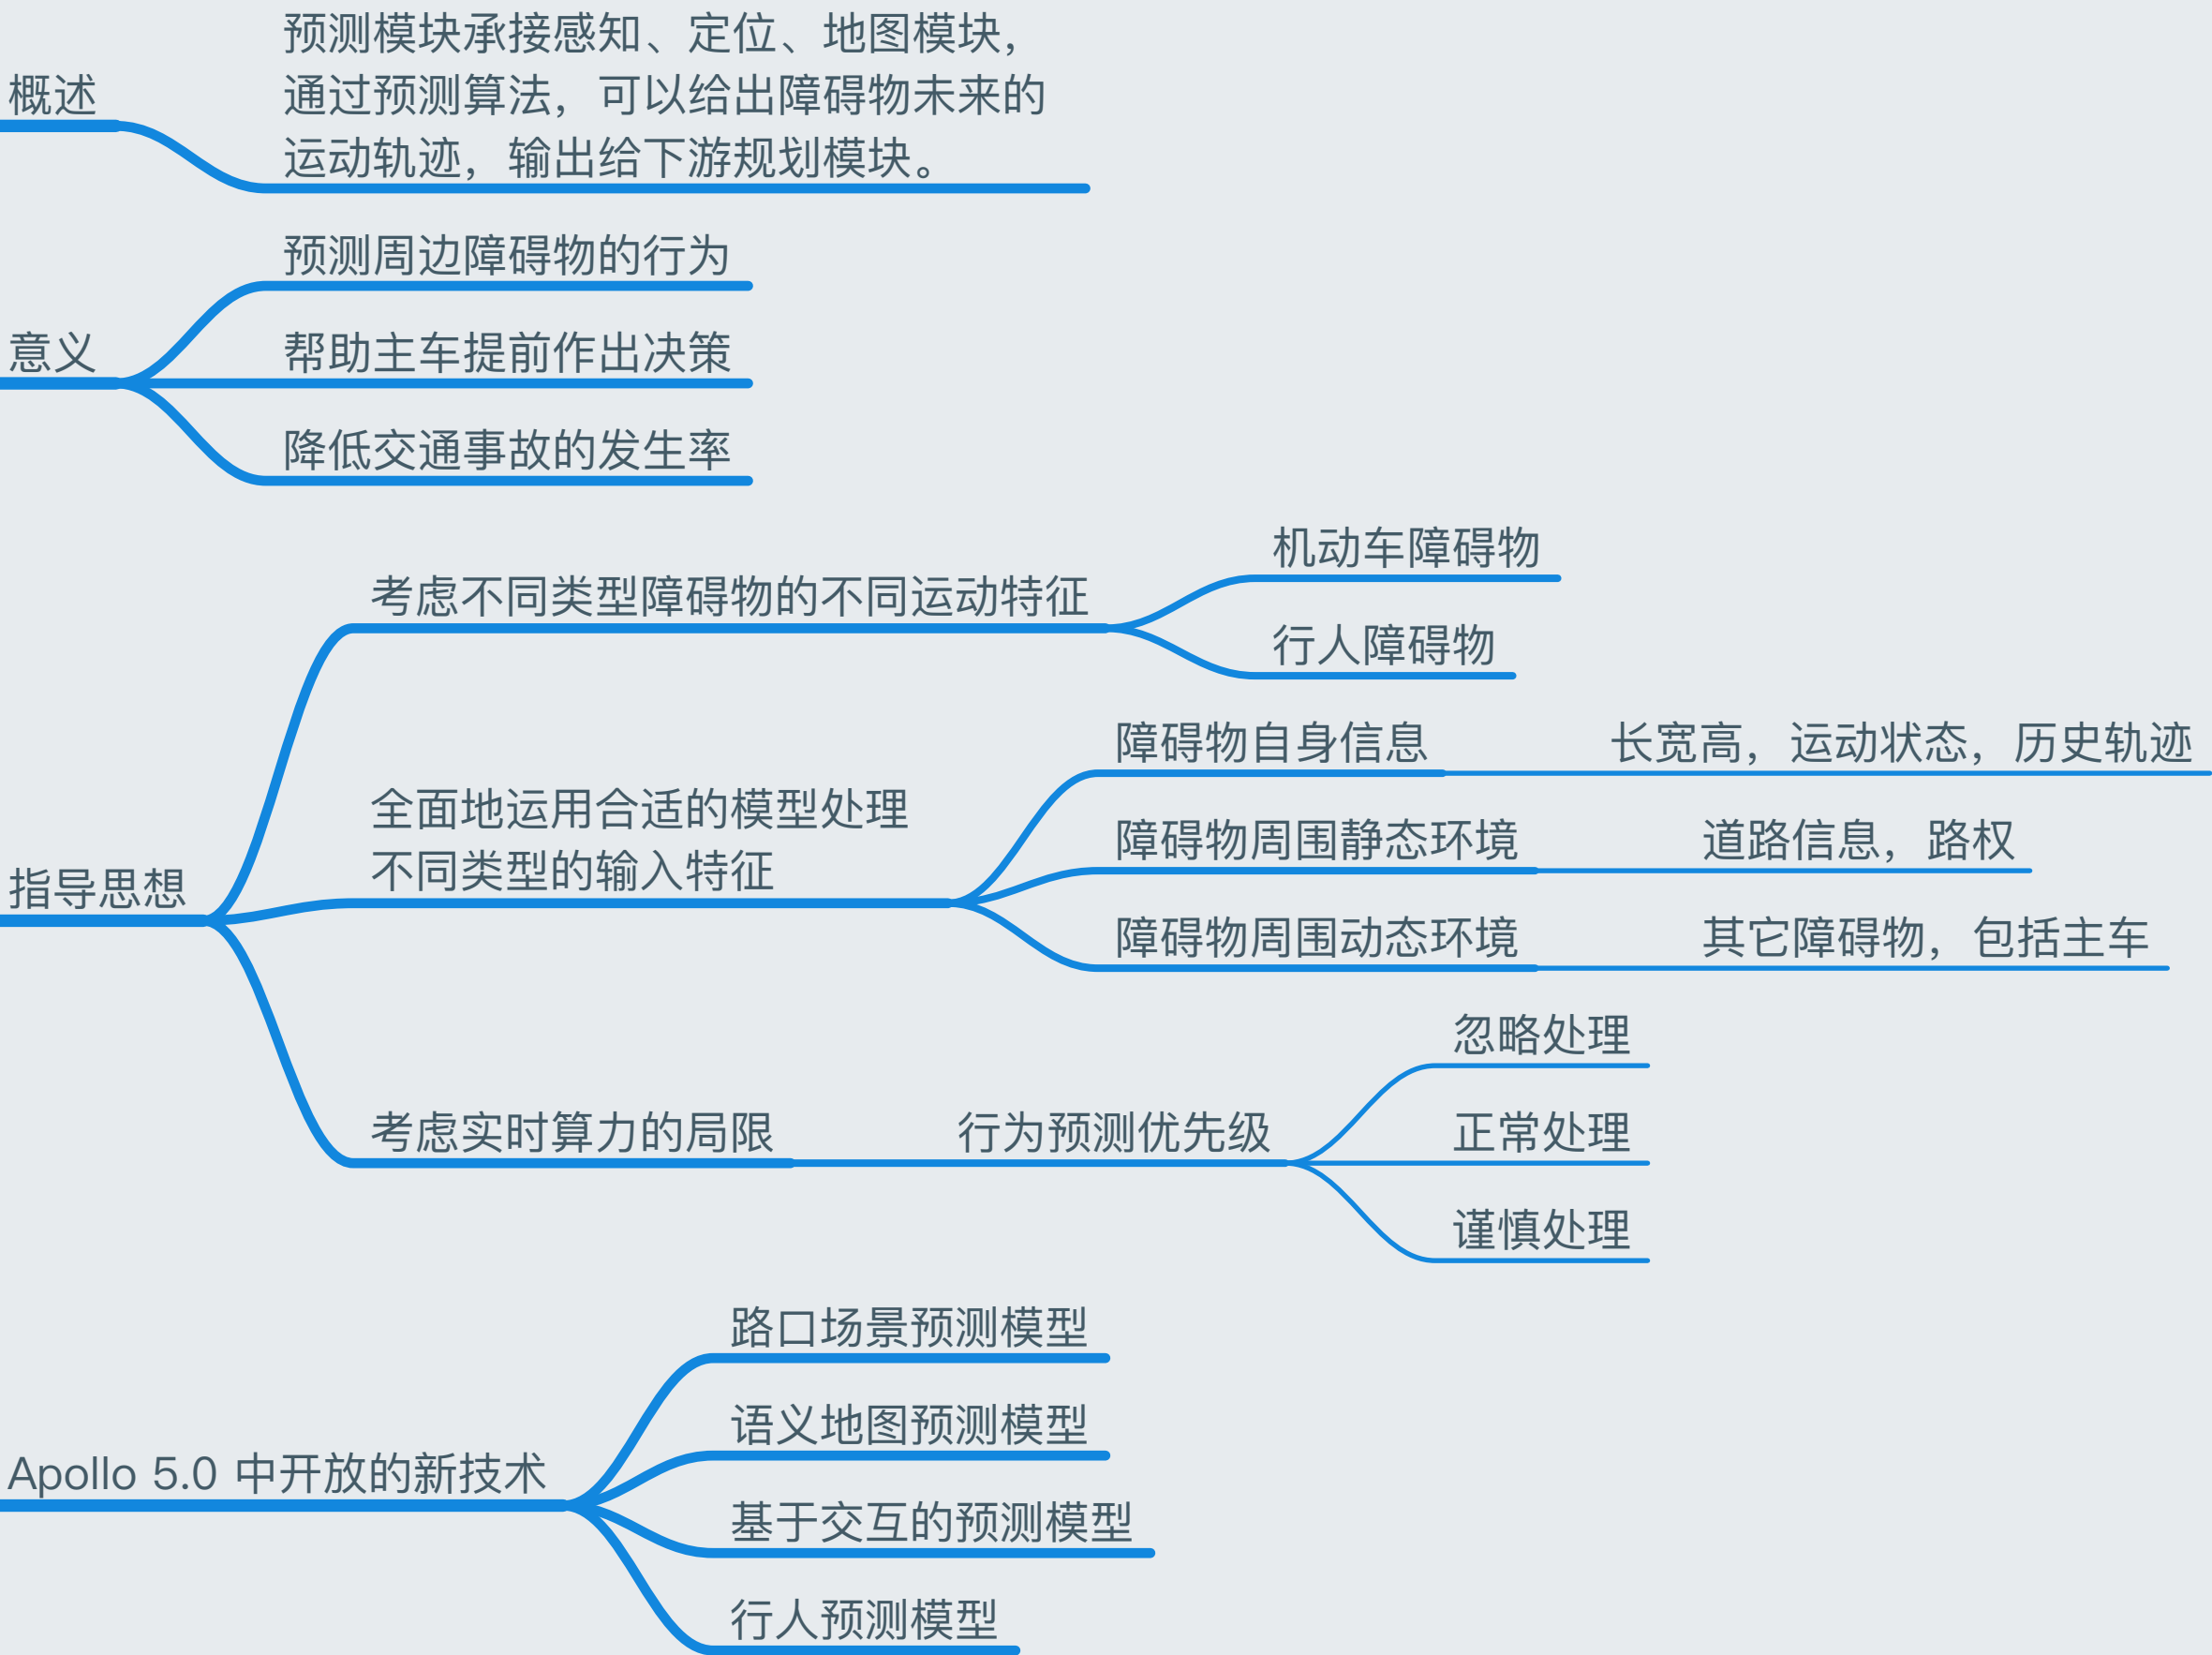 概述
预测模块承接感知、定位、地图模块，
通过预测算法，可以给出障碍物未来的
运动轨迹，输出给下游规划模块。
意义
预测周边障碍物的行为
帮助主车提前作出决策
降低交通事故的发生率
指导思想
考虑不同类型障碍物的不同运动特征
机动车障碍物
行人障碍物
全面地运用合适的模型处理
不同类型的输入特征
障碍物自身信息
长宽高，运动状态，历史轨迹
障碍物周围静态环境
道路信息，路权
障碍物周围动态环境
其它障碍物，包括主车
考虑实时算力的局限
行为预测优先级
忽略处理
正常处理
谨慎处理
Apollo 5.0 中开放的新技术
路口场景预测模型
语义地图预测模型
基于交互的预测模型
行人预测模型